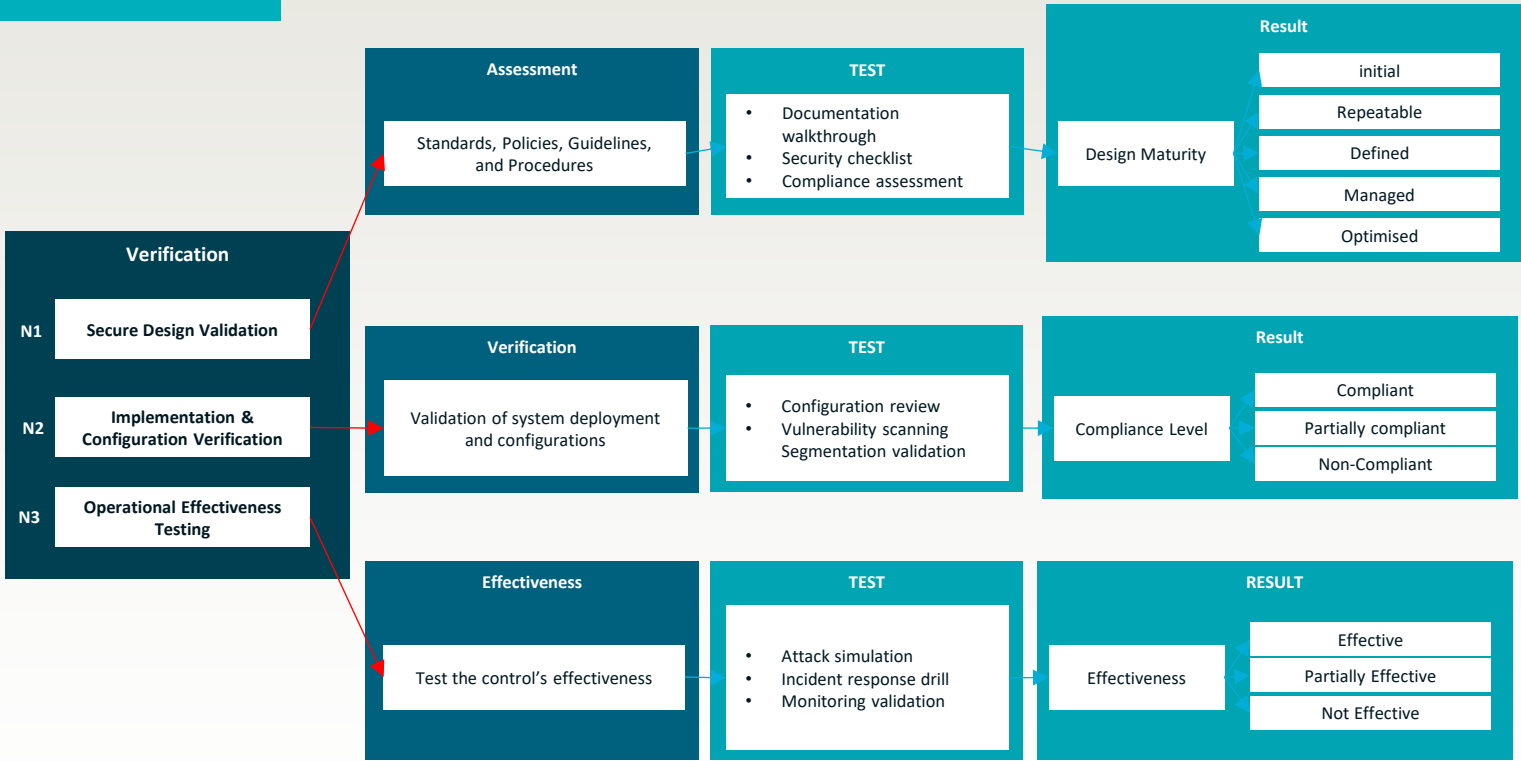 Verification
N1
Secure Design Validation
N2
Implementation &
Configuration Verification
N3
Operational Effectiveness
Testing
Assessment
Standards, Policies, Guidelines,
and Procedures
TEST
• Documentation
walkthrough
• Security checklist
• Compliance assessment
Result
Design Maturity
initial
Repeatable
Defined
Managed
Optimised
Verification
Validation of system deployment
and configurations
TEST
• Configuration review
• Vulnerability scanning
Segmentation validation
Result
Compliance Level
Compliant
Partially compliant
Non-Compliant
Effectiveness
Test the control’s effectiveness
TEST
• Attack simulation
• Incident response drill
• Monitoring validation
RESULT
Effectiveness
Effective
Partially Effective
Not Effective